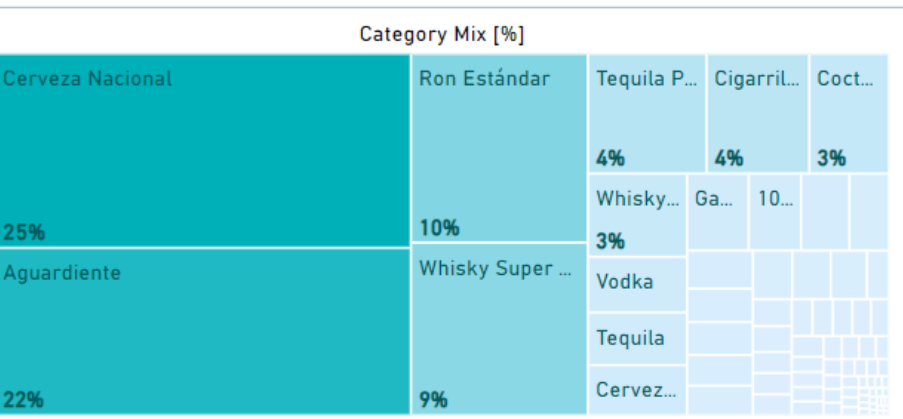 Category Mix [%]
Cerveza Nacional
25%
Aguardiente
22%
Ron Estándar
10%
Whisky Super ...
9%
Tequila P...
4%
Cigarril...
4%
Coct...
3%
Whisky...
3%
Ga...
10...
Vodka
Tequila
Cervez...